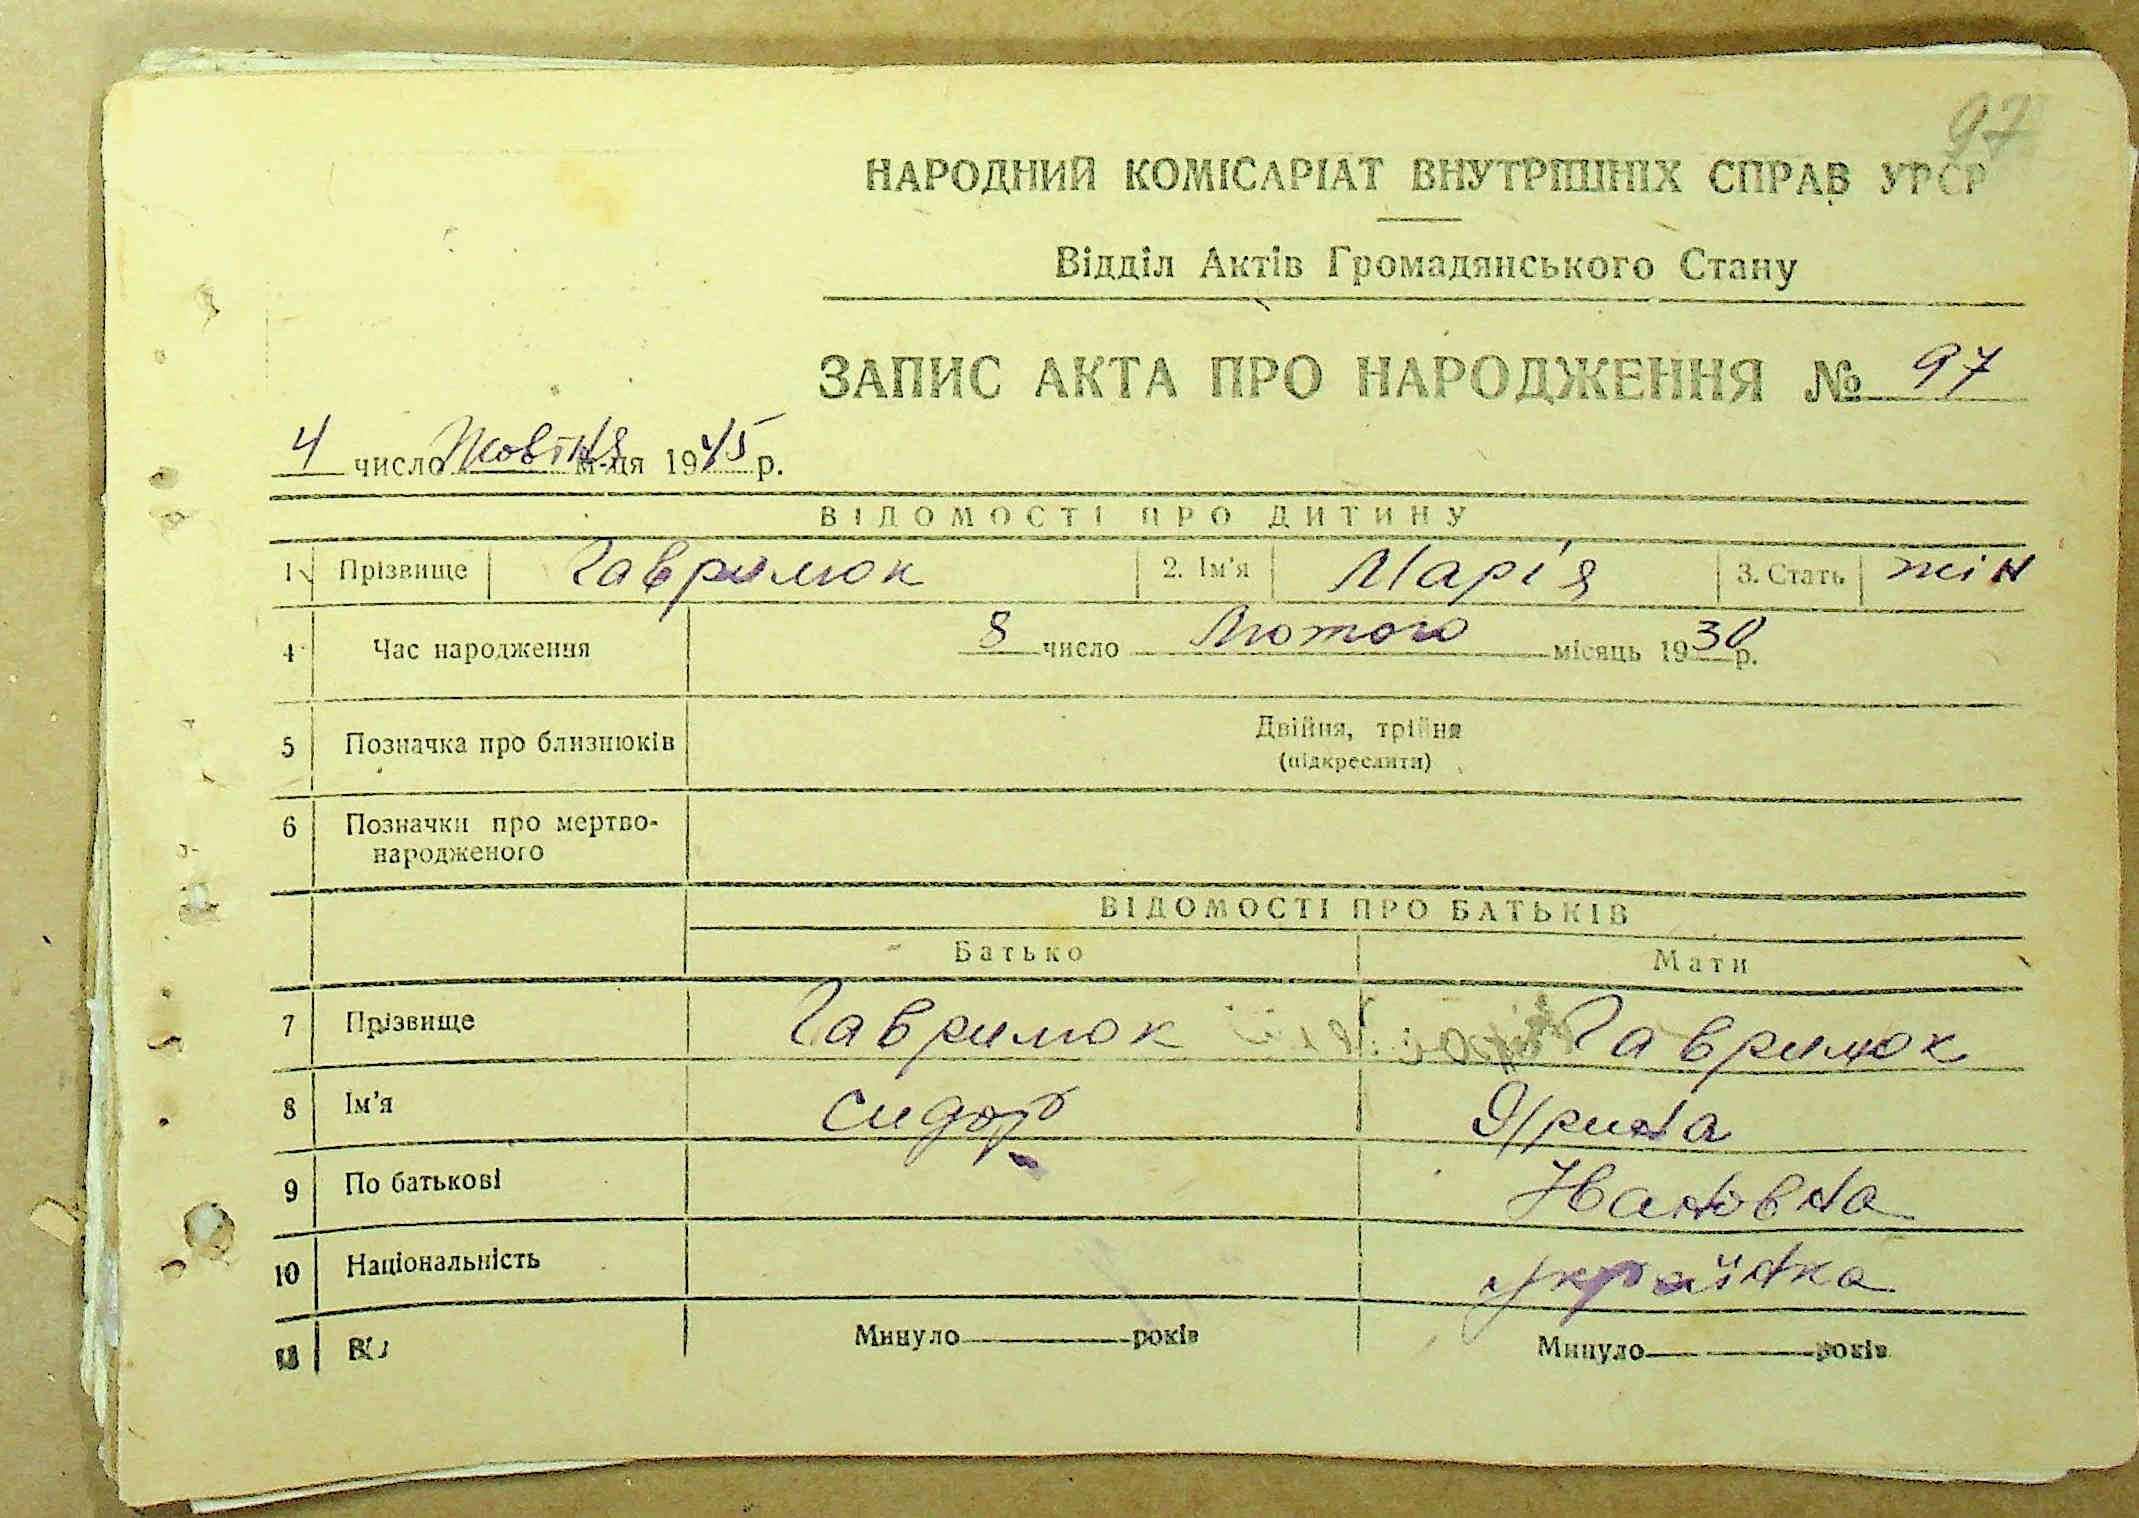 97
НАРОДНИЙ КОМІСАРІАТ ВНУТРІШНІХ СПРАВ УРСР
Відділ Актів Громадянського Стану
ЗАПИС АКТА ПРО НАРОДЖЕННЯ № 97
4 число Жовтня м-ця 1945 р.
ВІДОМОСТІ ПРО ДИТИНУ
1 Прізвище Гаврилюк 2. Ім'я Марія 3. Стать жін
4 Час народження 8 число Лютого місяць 1930 р.
5 Позначка про близнюків Двійня, трійня
(підкреслити)
6 Позначки про мертво-
народженого
ВІДОМОСТІ ПРО БАТЬКІВ
Батько Мати
7 Прізвище Гаврилюк Гаврилюк
8 Ім'я Сидор Ярина
9 По батькові Івановна
10 Національність українка
Минуло років Минуло років